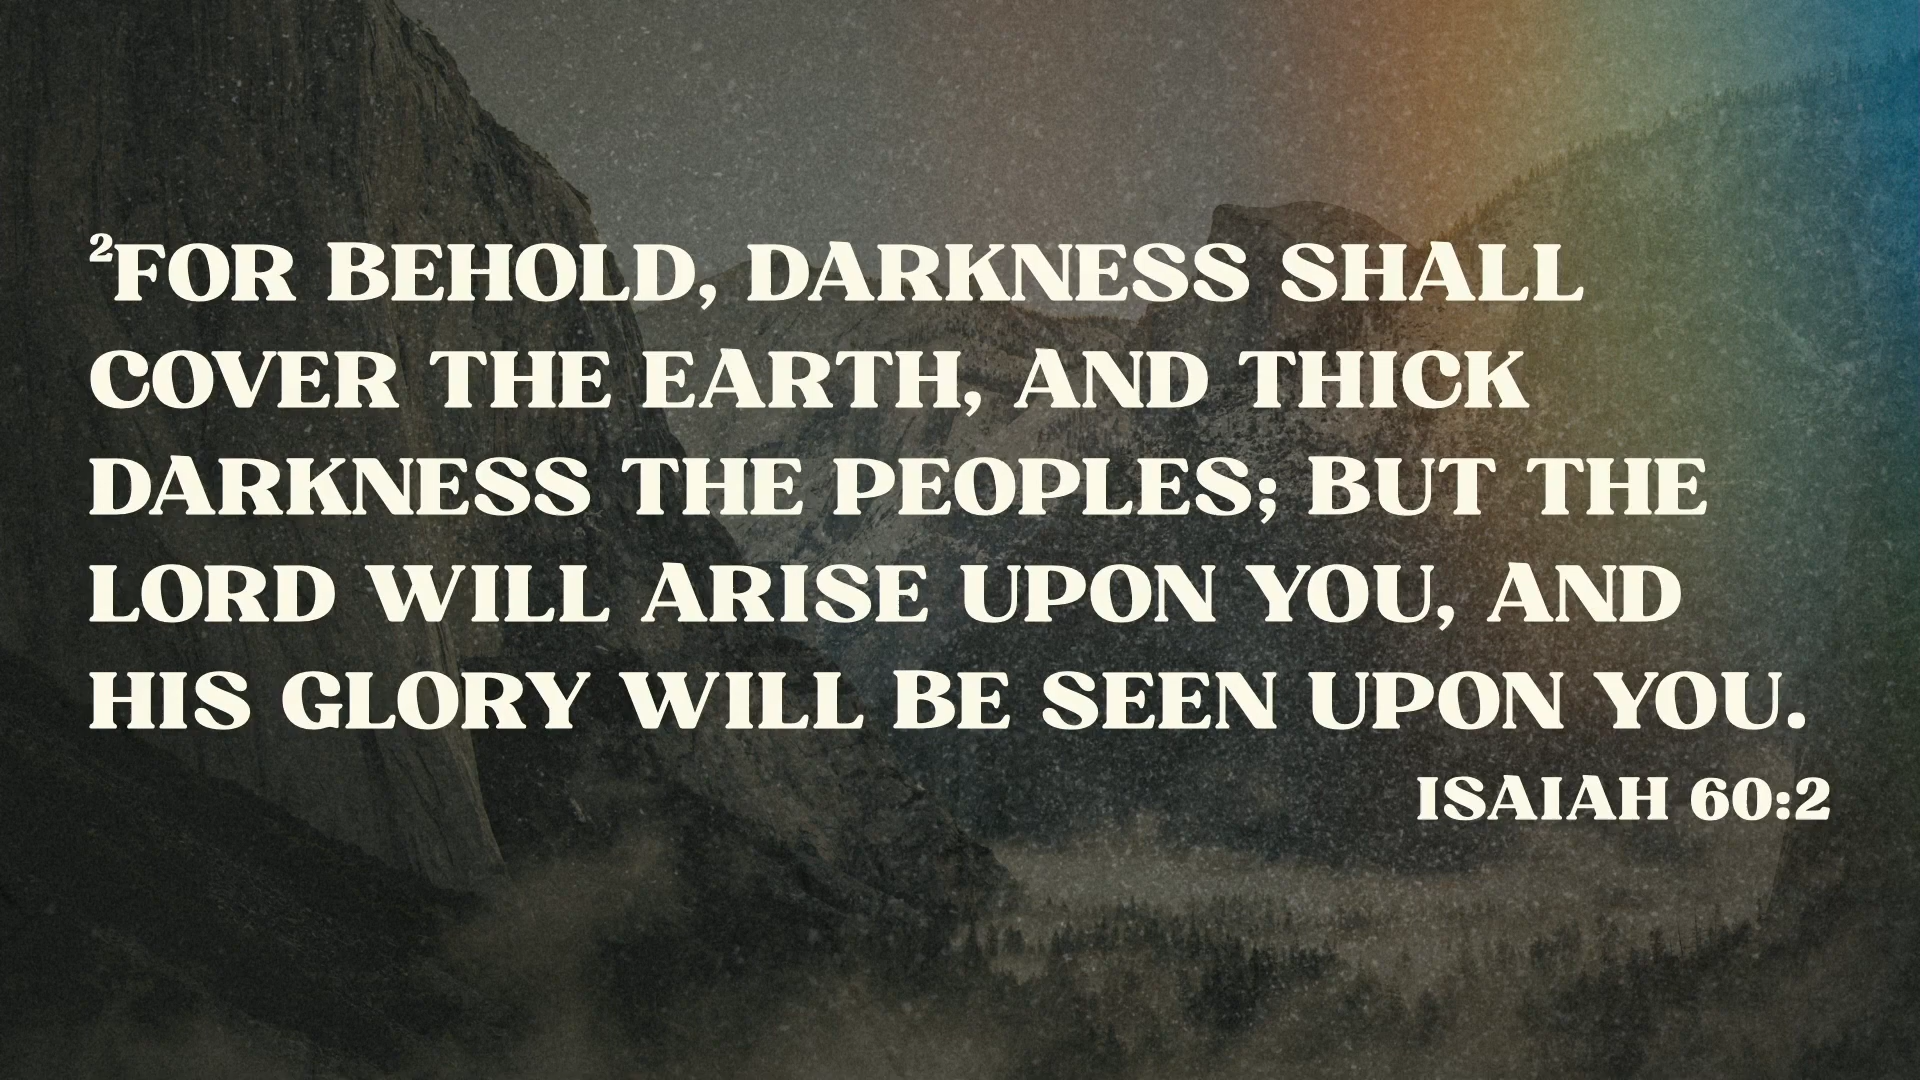 ²FOR BEHOLD, DARKNESS SHALL
COVER THE EARTH, AND THICK
DARKNESS THE PEOPLES; BUT THE
LORD WILL ARISE UPON YOU, AND
HIS GLORY WILL BE SEEN UPON YOU.
ISAIAH 60:2